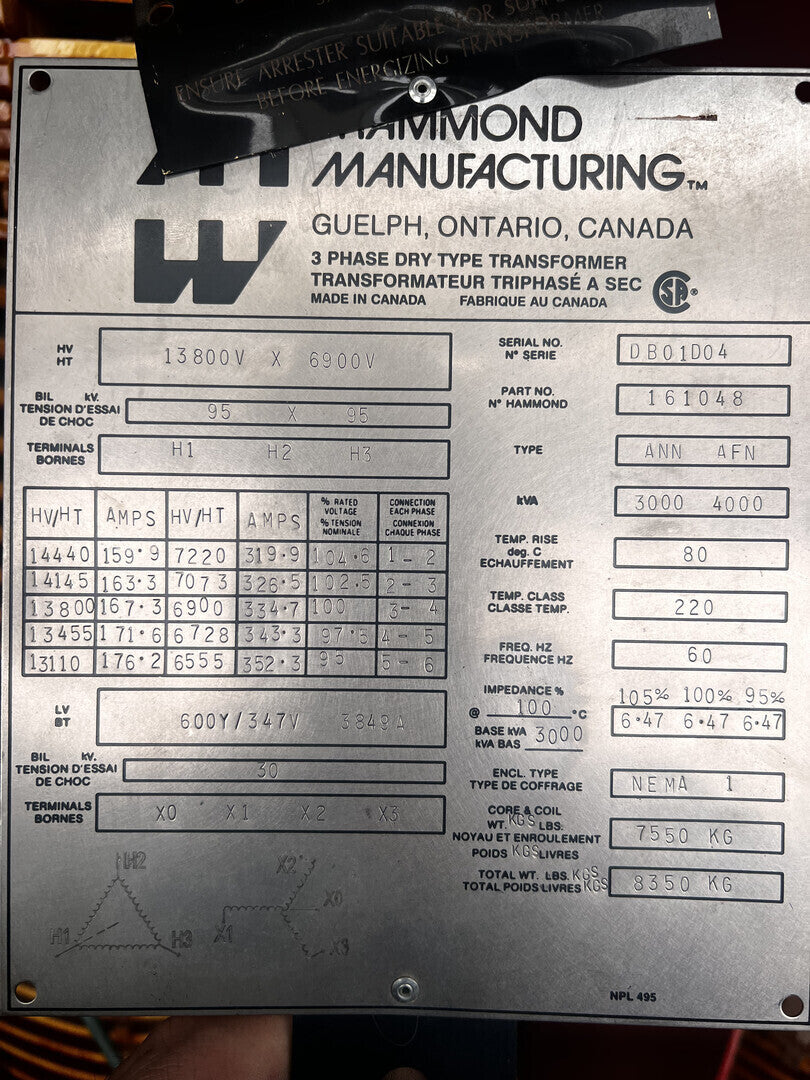 ENSURE ARRESTER SUITABLE FOR
BEFORE ENERGIZING TRANSFORMER
HAMMOND
MANUFACTURING™
GUELPH, ONTARIO, CANADA
3 PHASE DRY TYPE TRANSFORMER
TRANSFORMATEUR TRIPHASÉ A SEC
MADE IN CANADA FABRIQUE AU CANADA
HV
HT
13800V X 6900V
BIL kV.
TENSION D'ESSAI
DE CHOC
95 X 95
TERMINALS
BORNES
H1 H2 H3
HV/HT AMPS HV/HT AMPS % RATED VOLTAGE % TENSION NOMINALE CONNECTION EACH PHASE CONNEXION CHAQUE PHASE
14440 159.9 7220 319.9 104.6 1-2
14145 163.3 7073 326.5 102.5 2-3
13800 167.3 6900 334.7 100 3-4
13455 171.6 6728 343.3 97.5 4-5
13110 176.2 6555 352.3 95 5-6
LV
BT
600Y/347V 3849A
BIL kV.
TENSION D'ESSAI
DE CHOC
30
TERMINALS
BORNES
X0 X1 X2 X3
H2
H1 H3
X2
X0
X1
X3
SERIAL NO.
N° SERIE
DB01D04
PART NO.
N° HAMMOND
161048
TYPE
ANN AFN
kVA
3000 4000
TEMP. RISE
deg. C
ECHAUFFEMENT
80
TEMP. CLASS
CLASSE TEMP.
220
FREQ. HZ
FREQUENCE HZ
60
IMPEDANCE %
@ 100 °C
BASE kVA 3000
kVA BAS
105% 100% 95%
6.47 6.47 6.47
ENCL. TYPE
TYPE DE COFFRAGE
NEMA 1
CORE & COIL
WT. KGS LBS.
NOYAU ET ENROULEMENT
POIDS KGS LIVRES
7550 KG
TOTAL WT. LBS. KGS
TOTAL POIDS LIVRES KGS
8350 KG
NPL 495